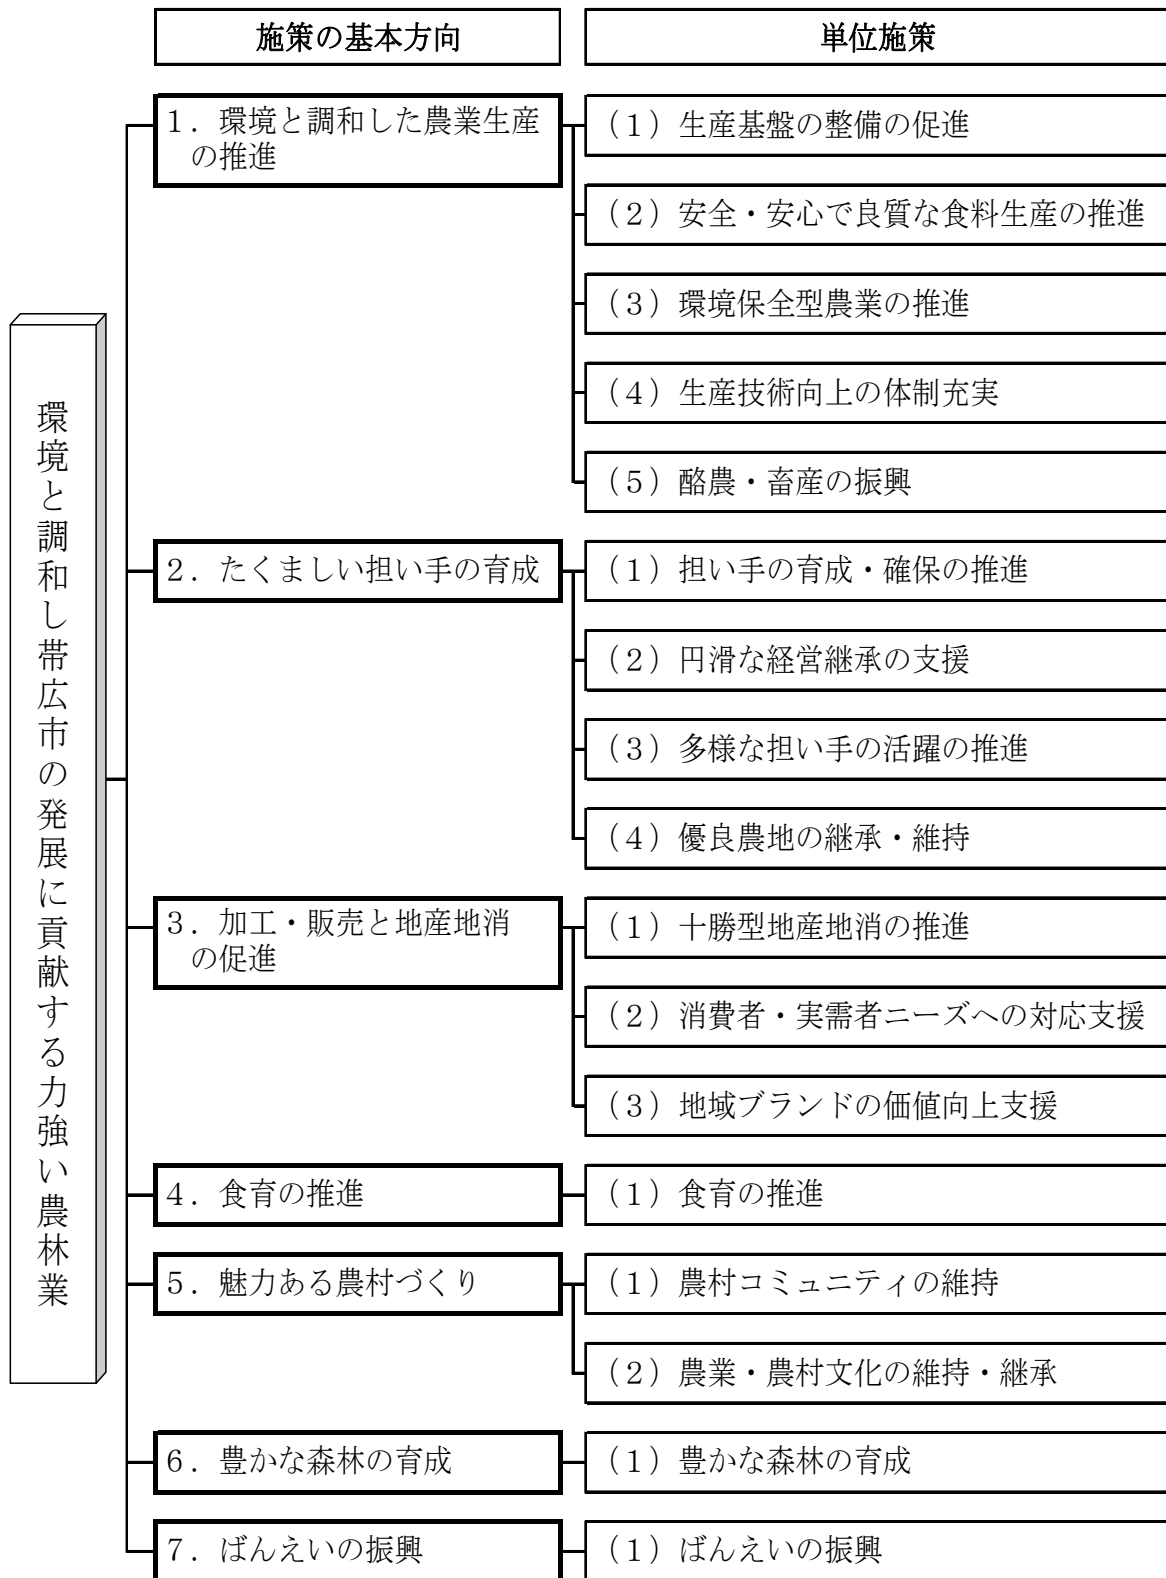 施策の基本方向
単位施策
環境と調和し帯広市の発展に貢献する力強い農林業
１．環境と調和した農業生産
の推進
（１）生産基盤の整備の促進
（２）安全・安心で良質な食料生産の推進
（３）環境保全型農業の推進
（４）生産技術向上の体制充実
（５）酪農・畜産の振興
２．たくましい担い手の育成
（１）担い手の育成・確保の推進
（２）円滑な経営継承の支援
（３）多様な担い手の活躍の推進
（４）優良農地の継承・維持
３．加工・販売と地産地消
の促進
（１）十勝型地産地消の推進
（２）消費者・実需者ニーズへの対応支援
（３）地域ブランドの価値向上支援
４．食育の推進
（１）食育の推進
５．魅力ある農村づくり
（１）農村コミュニティの維持
（２）農業・農村文化の維持・継承
６．豊かな森林の育成
（１）豊かな森林の育成
７．ばんえいの振興
（１）ばんえいの振興